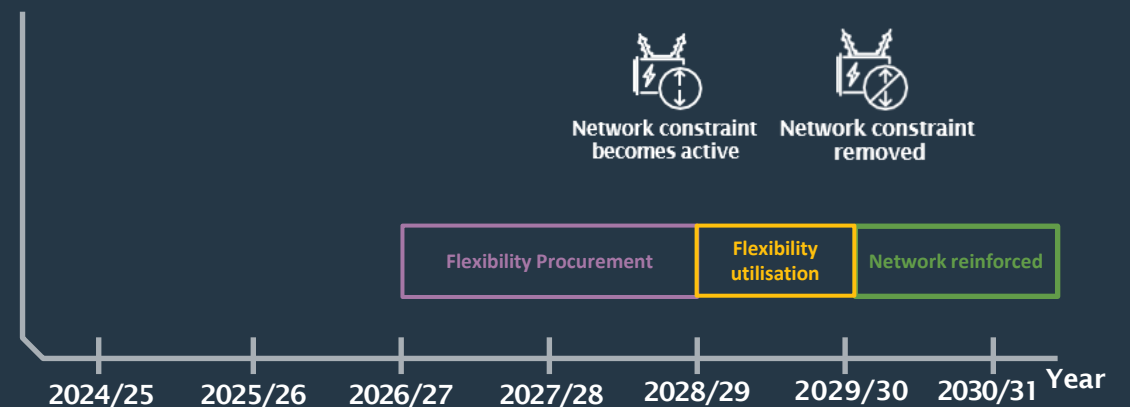 Network constraint
becomes active
Network constraint
removed
Flexibility Procurement
Flexibility
utilisation
Network reinforced
2024/25
2025/26
2026/27
2027/28
2028/29
2029/30
2030/31
Year